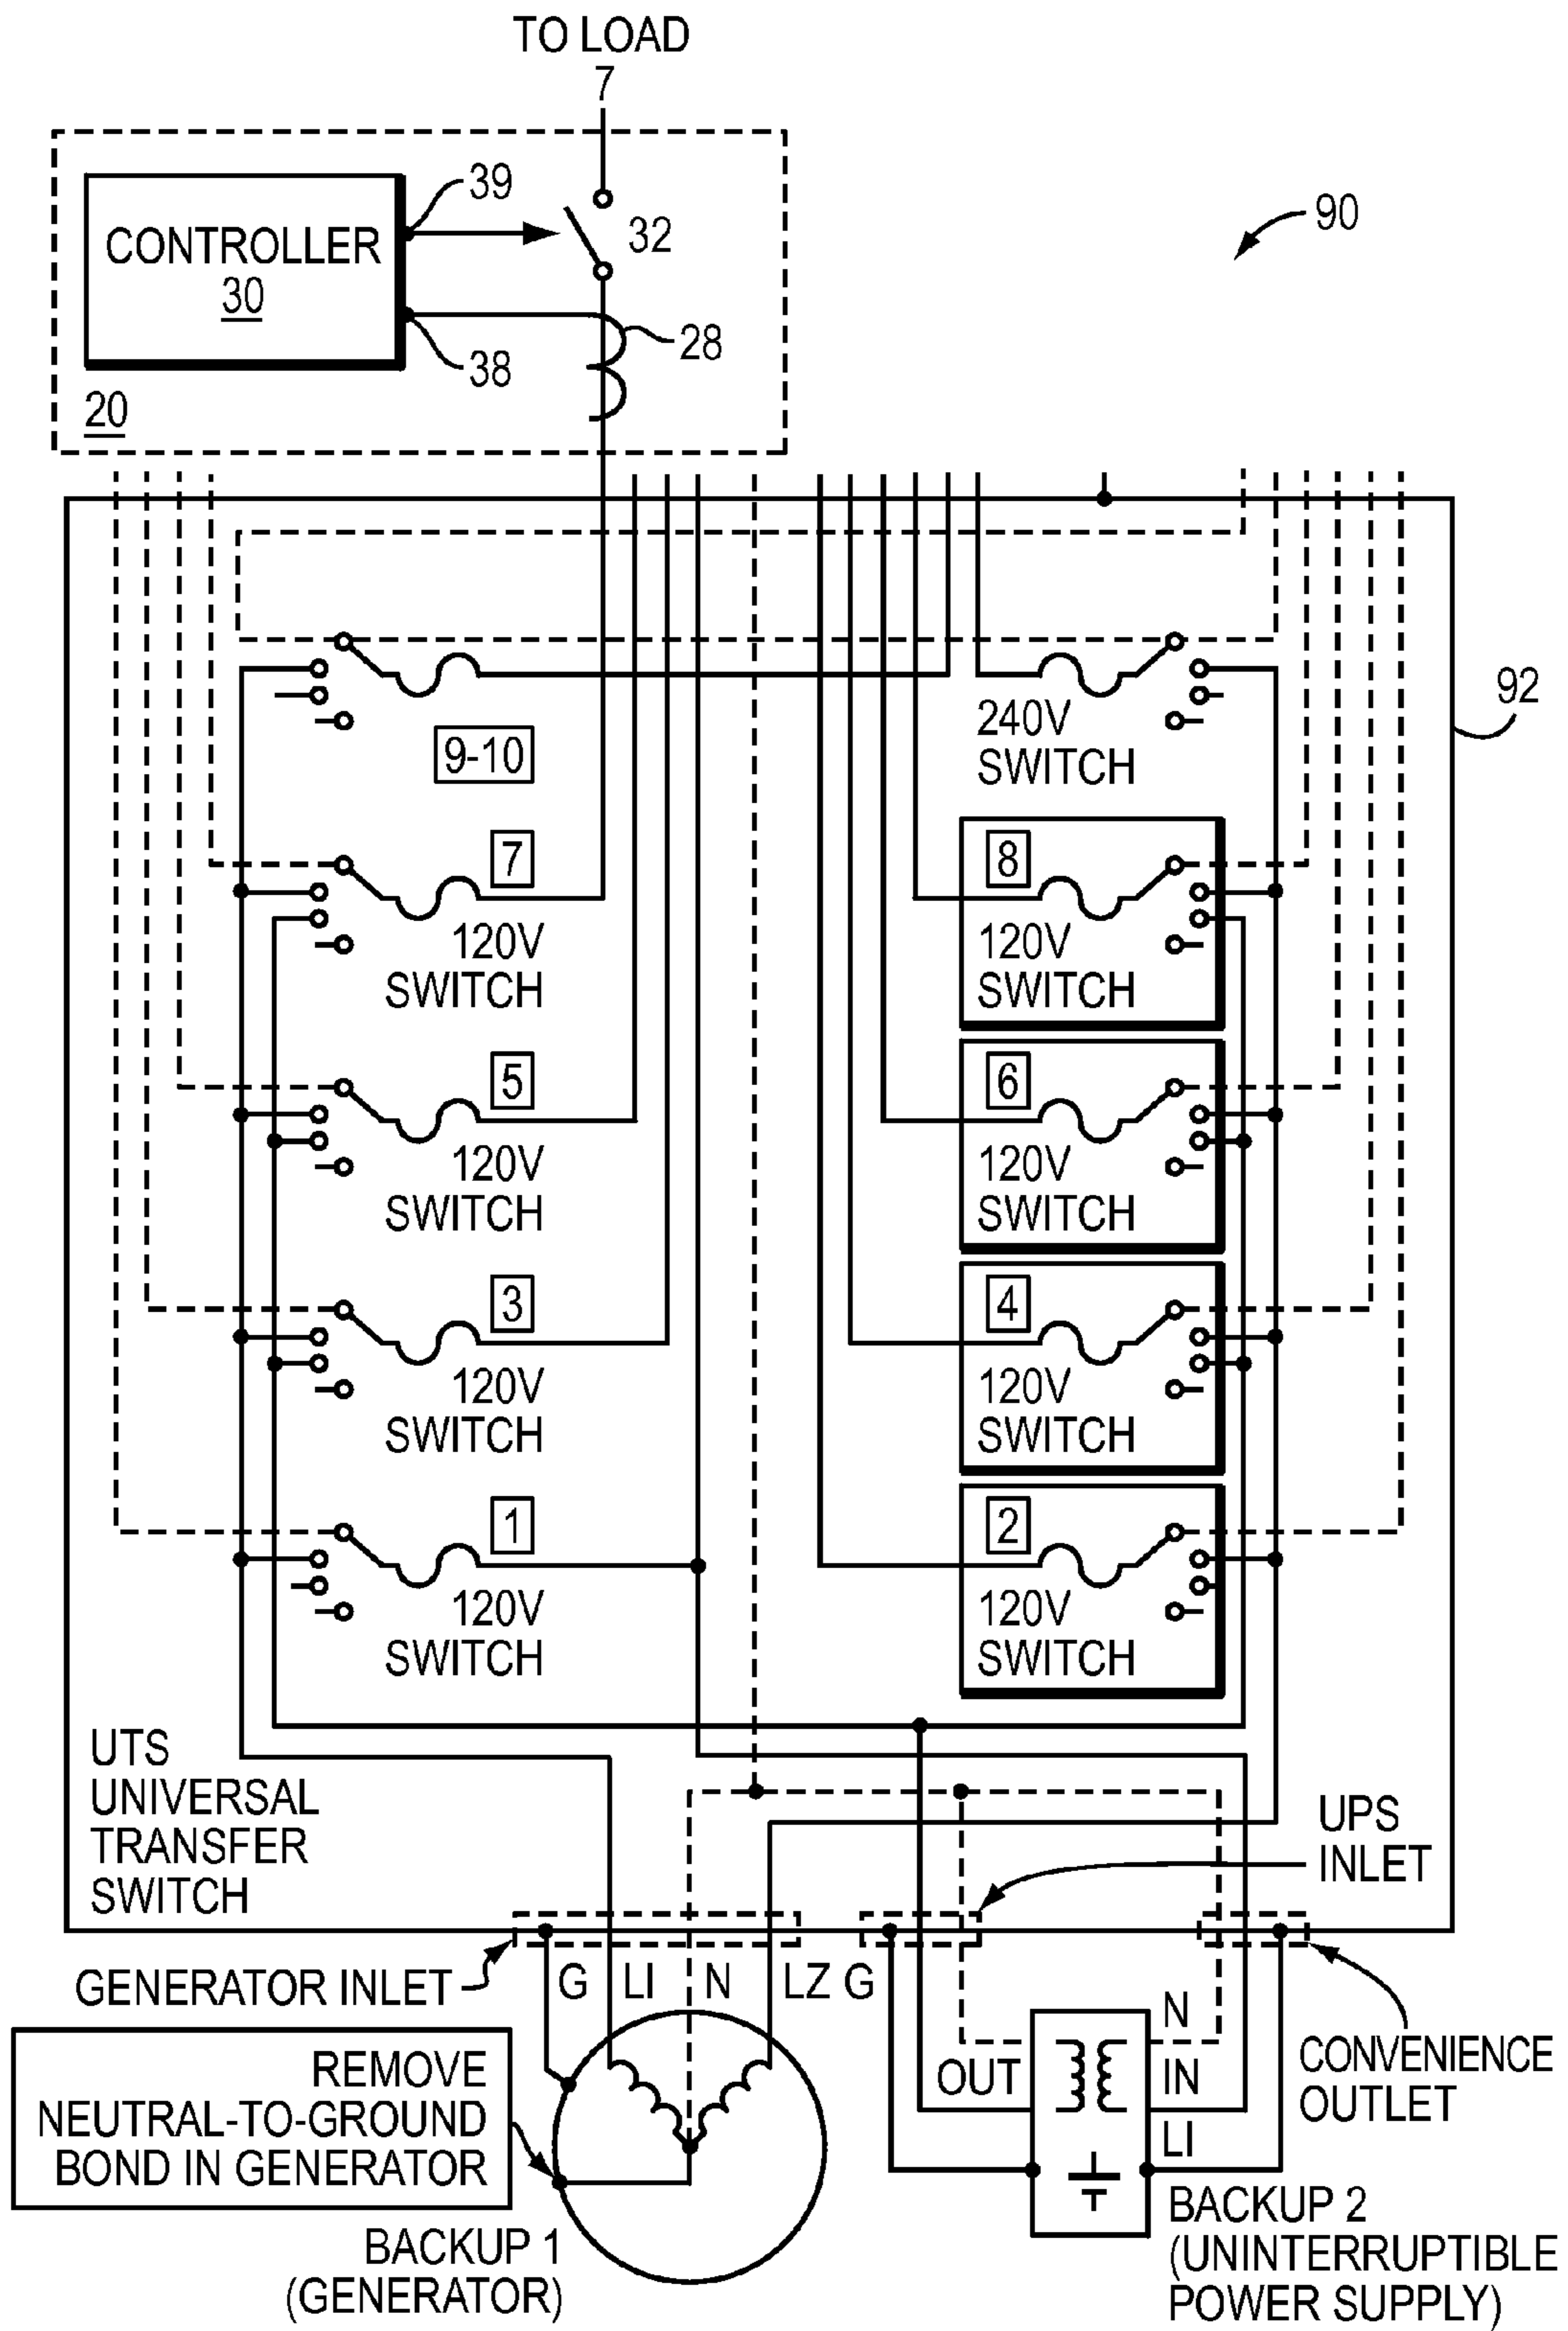 TO LOAD
7
39
CONTROLLER
30
32
90
28
38
20
92
240V
SWITCH
9-10
7
120V
SWITCH
8
120V
SWITCH
5
120V
SWITCH
6
120V
SWITCH
3
120V
SWITCH
4
120V
SWITCH
1
120V
SWITCH
2
120V
SWITCH
UTS
UNIVERSAL
TRANSFER
SWITCH
UPS
INLET
GENERATOR INLET
G LI N LZ G
N
OUT IN
LI
CONVENIENCE
OUTLET
REMOVE
NEUTRAL-TO-GROUND
BOND IN GENERATOR
BACKUP 1
(GENERATOR)
BACKUP 2
(UNINTERRUPTIBLE
POWER SUPPLY)